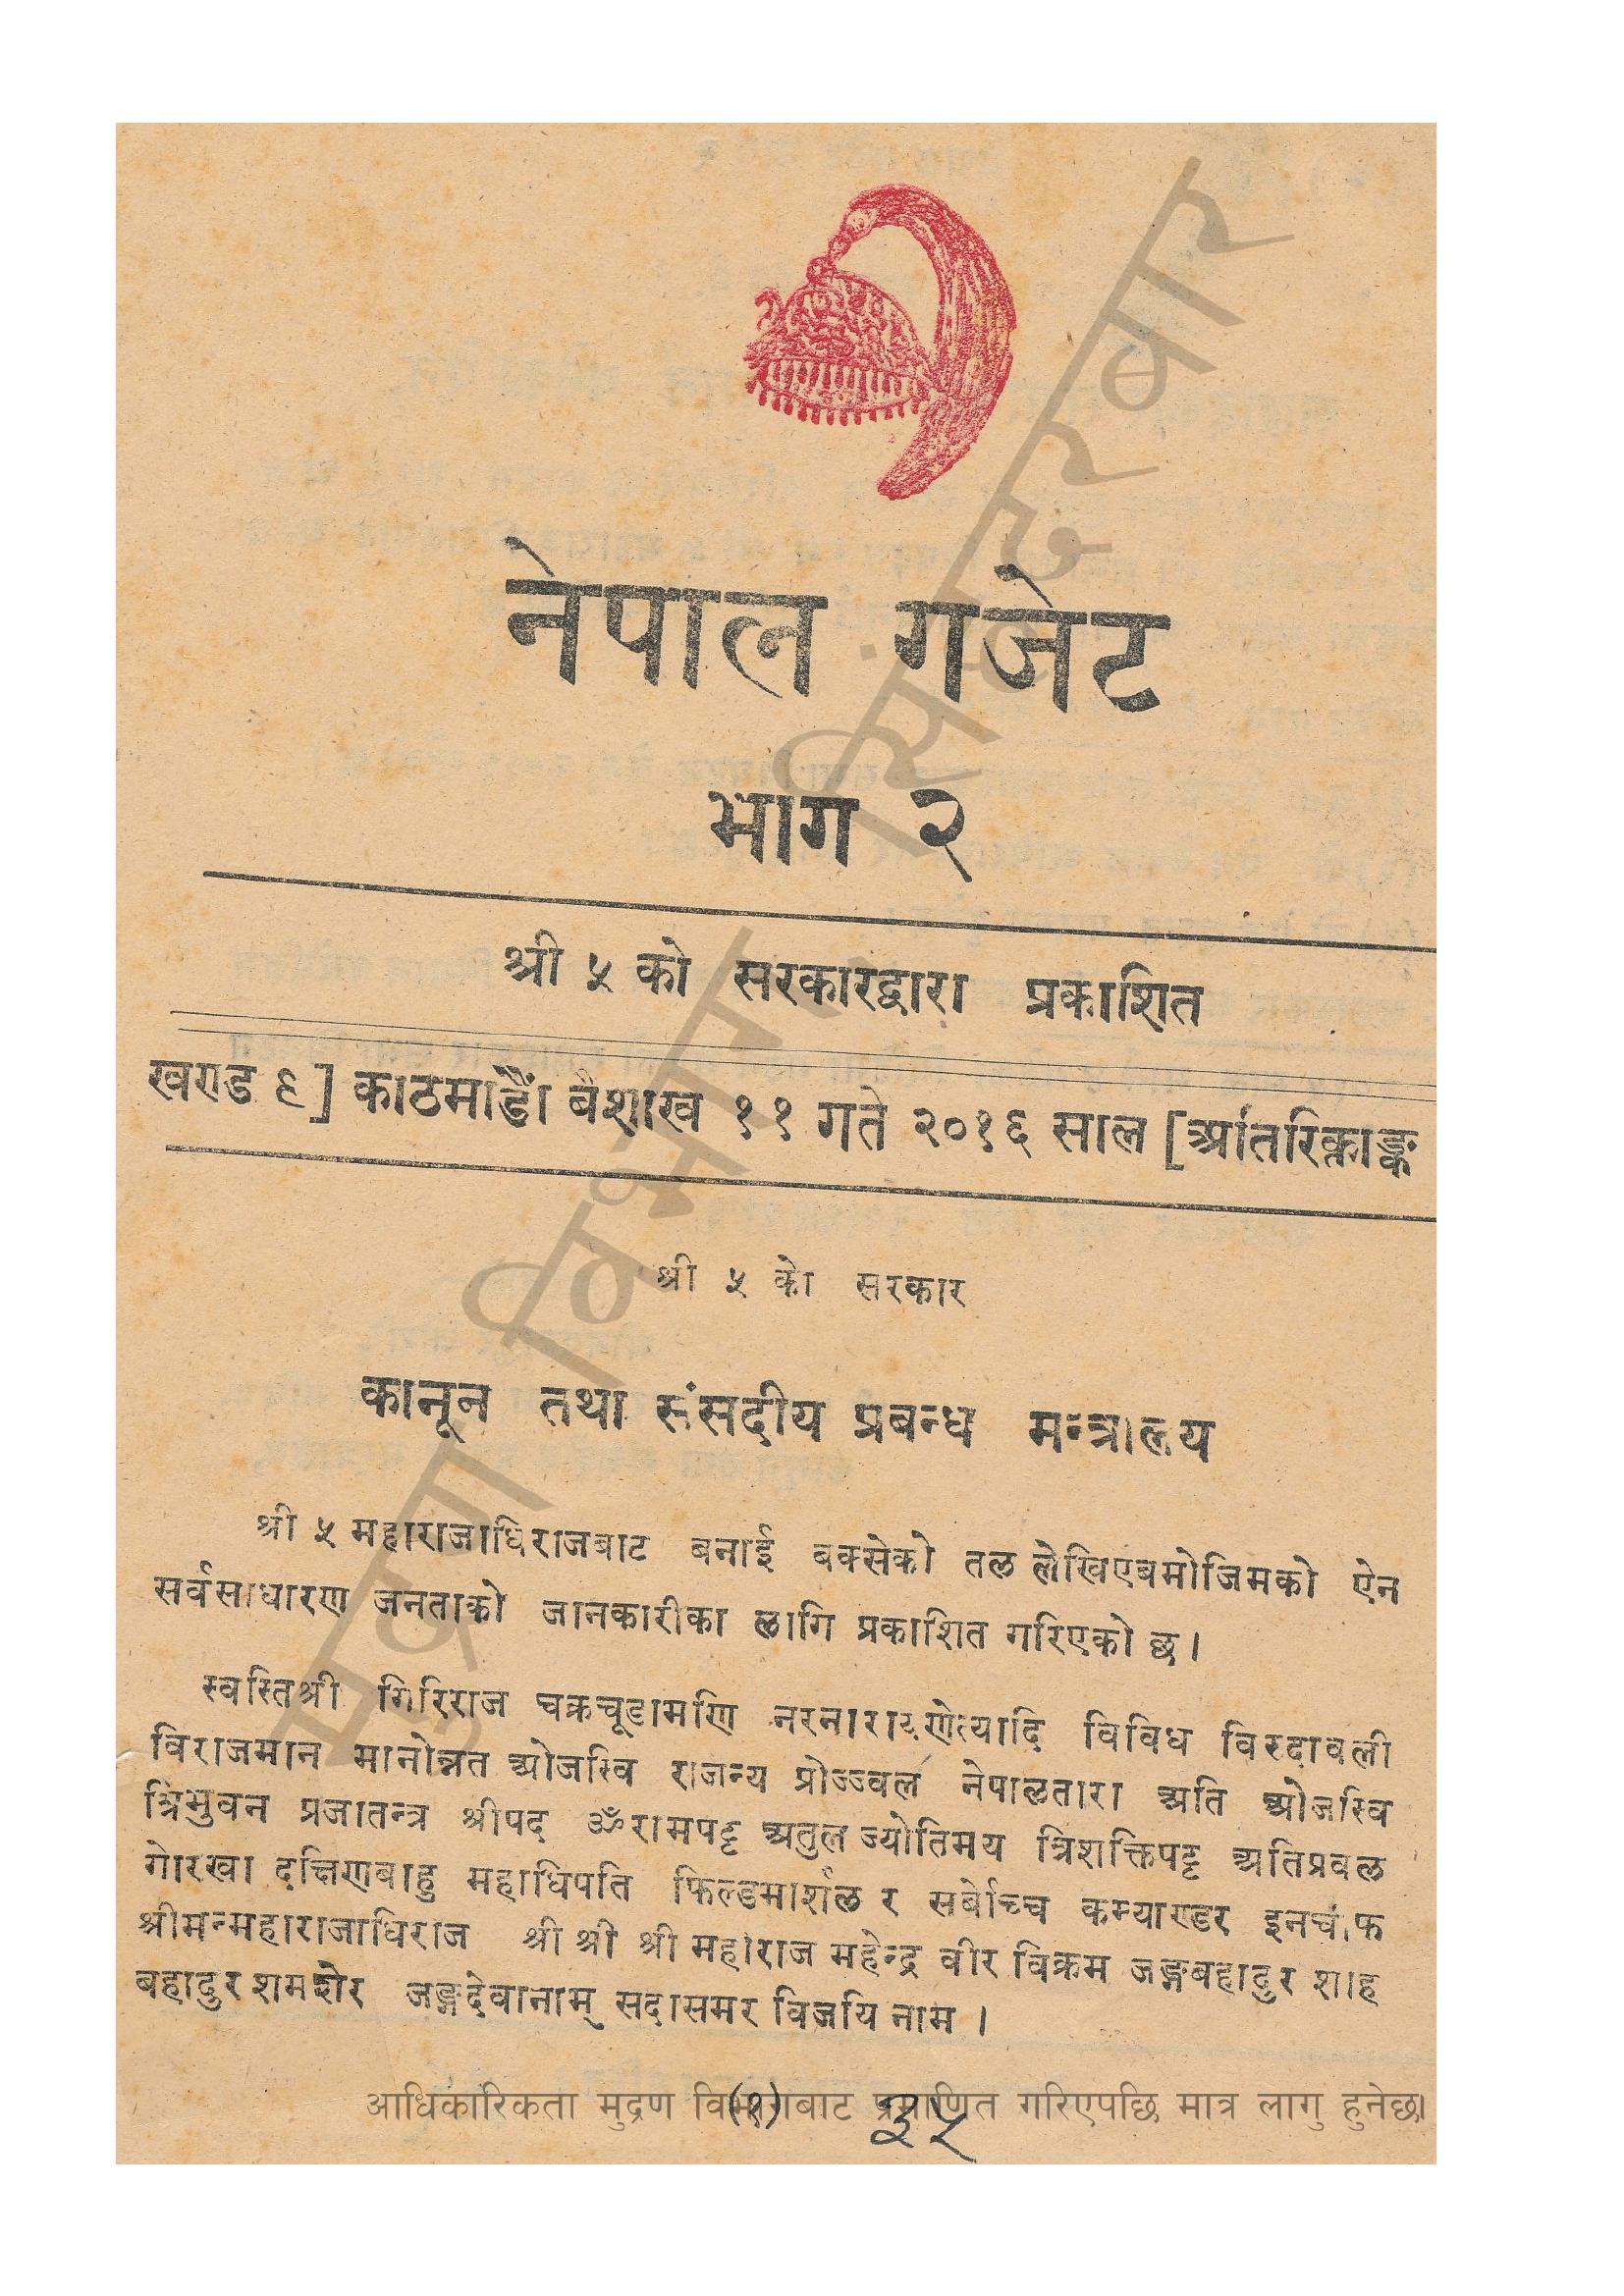 नेपाल गजेट
भाग २
श्री ५ को सरकारद्वारा प्रकाशित
खण्ड ९] काठमाडौं बैशाख ११ गते २०१६ साल [अतिरिक्ताङ्क
श्री ५ को सरकार
कानून तथा संसदीय प्रबन्ध मन्त्रालय
श्री ५ महाराजाधिराजबाट बनाई बक्सेको तल लेखिएबमोजिमको ऐन
सर्वसाधारण जनताको जानकारीका लागि प्रकाशित गरिएको छ।
स्वस्तिश्री गिरिराज चक्रचूडामणि नरनारायणेत्यादि विविध विरुदावली
विराजमान मानोन्नत ओजस्वि राजन्य प्रोज्ज्वल नेपालतारा अति ओजस्वि
त्रिभुवन प्रजातन्त्र श्रीपद ॐरामपट्ट अतुल ज्योतिमय त्रिशक्तिपट्ट अतिप्रवल
गोरखा दक्षिणबाहु महाधिपति फिल्डमार्शल र सर्बोच्च कम्याण्डर इनचीफ
श्रीमन्महाराजाधिराज श्री श्री श्री महाराज महेन्द्र वीर विक्रम जङ्गबहादुर शाह
बहादुर शमशेर जङ्गदेवानाम् सदासमर विजयि नाम ।
(१) ३५
आधिकारिकता मुद्रण विभागबाट प्रमाणित गरिएपछि मात्र लागु हुनेछ।
मुद्रण विभाग, सिंहदरवार